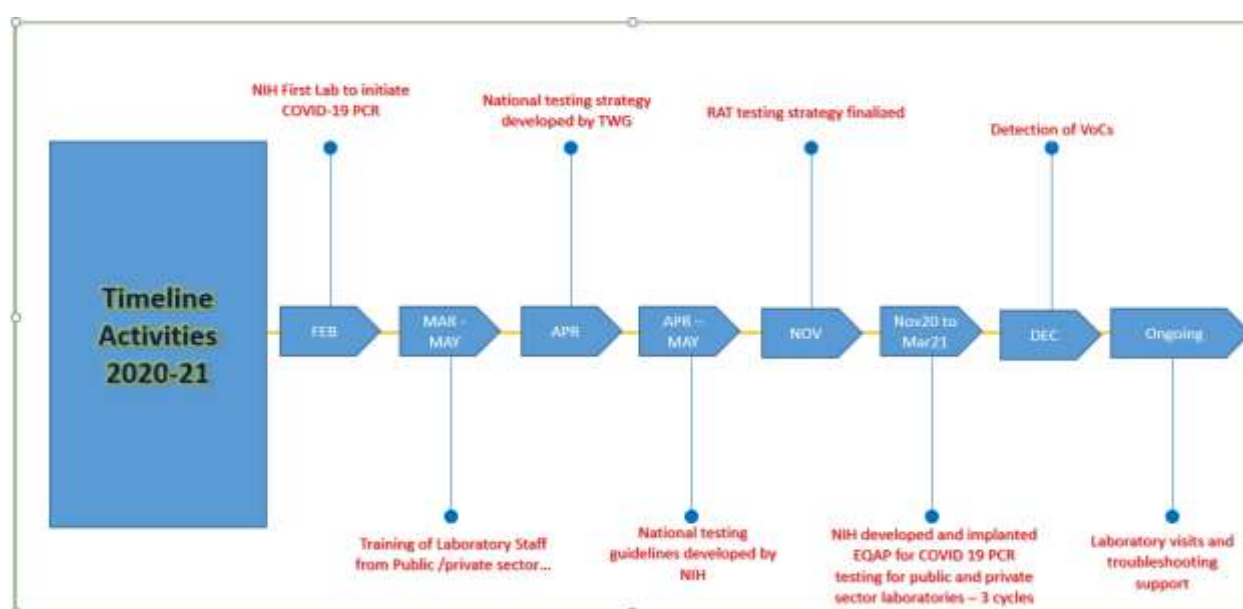 NIH First Lab to initiate
COVID-19 PCR
National testing strategy
developed by TWG
RAT testing strategy finalized
Detection of VoCs
Timeline
Activities
2020-21
FEB
MAR -
MAY
APR
APR –
MAY
NOV
Nov20 to
Mar21
DEC
Ongoing
Training of Laboratory Staff
from Public /private sector...
National testing
guidelines developed by
NIH
NIH developed and implanted
EQAP for COVID 19 PCR
testing for public and private
sector laboratories – 3 cycles
Laboratory visits and
troubleshooting
support